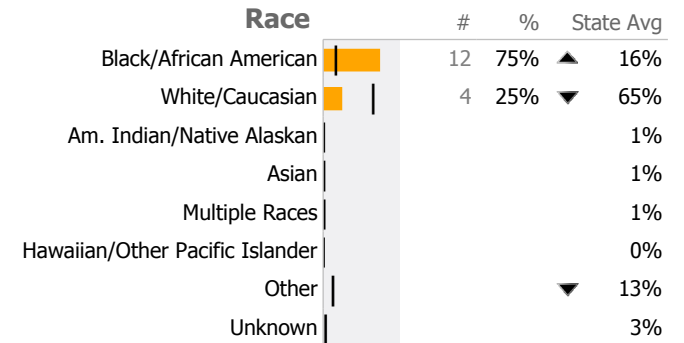 Race # % State Avg
Black/African American 12 75% ▲ 16%
White/Caucasian 4 25% ▼ 65%
Am. Indian/Native Alaskan 1%
Asian 1%
Multiple Races 1%
Hawaiian/Other Pacific Islander 0%
Other ▼ 13%
Unknown 3%